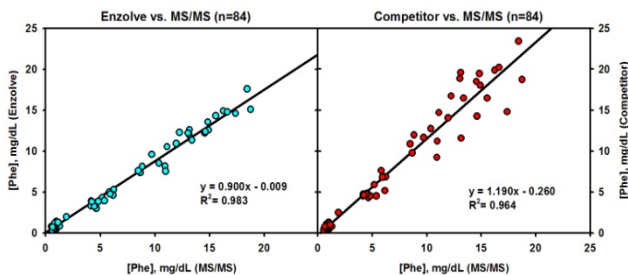 Enzolve vs. MS/MS (n=84)
Competitor vs. MS/MS (n=84)
25
20
15
10
5
0
[Phe], mg/dL (Enzolve)
y = 0.900x - 0.009
R²= 0.983
0 5 10 15 20
[Phe], mg/dL (MS/MS)
25
20
15
10
5
0
[Phe], mg/dL (Competitor)
y = 1.190x - 0.260
R²= 0.964
0 5 10 15 20 25
[Phe], mg/dL (MS/MS)